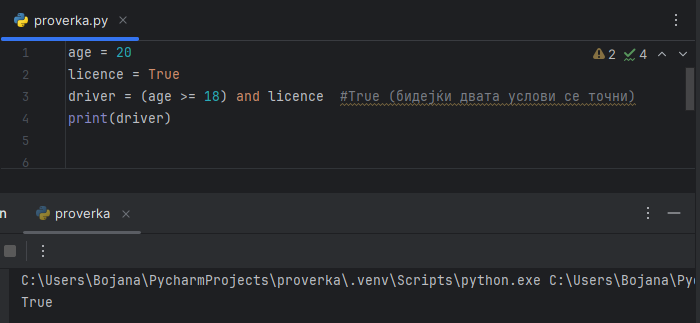 proverka.py
2 4
1 age = 20
2 licence = True
3 driver = (age >= 18) and licence #True (бидејќи двата услови се точни)
4 print(driver)
5
6
n proverka
C:\Users\Bojana\PycharmProjects\proverka\.venv\Scripts\python.exe C:\Users\Bojana\Pyc
True